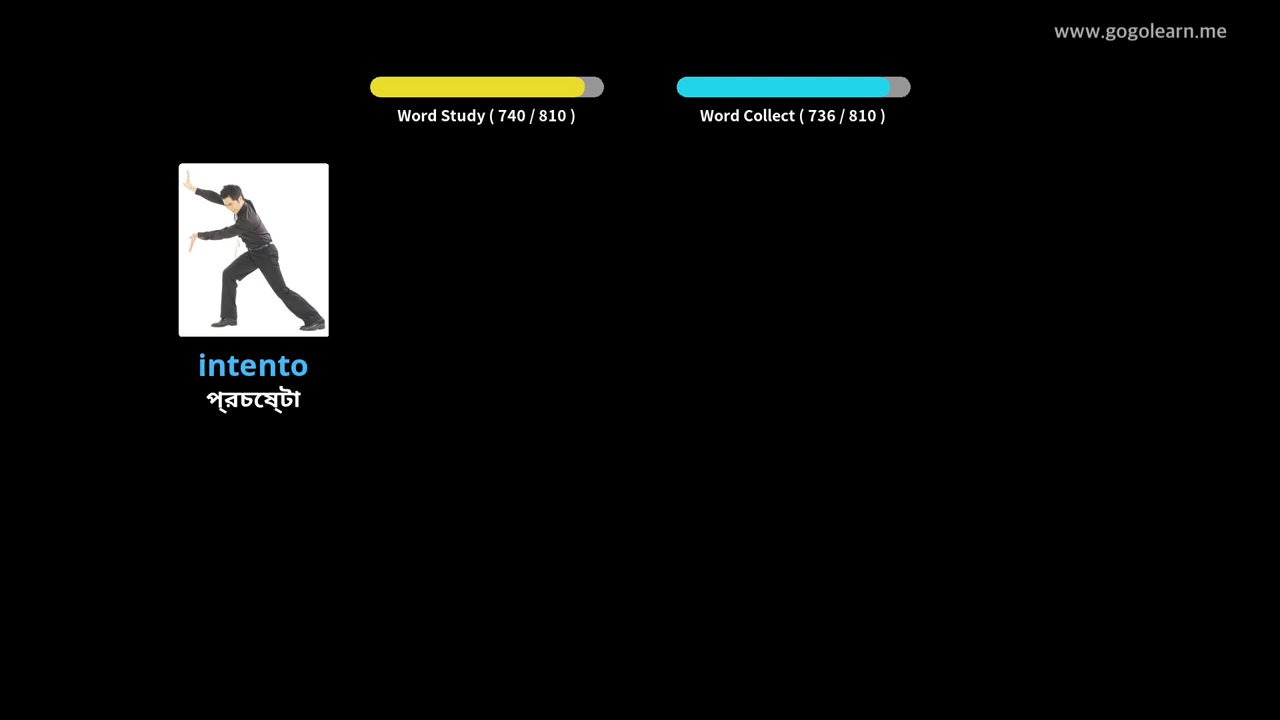 www.gogolearn.me
Word Study ( 740 / 810 )
Word Collect ( 736 / 810 )
intento
প্রচেষ্টা